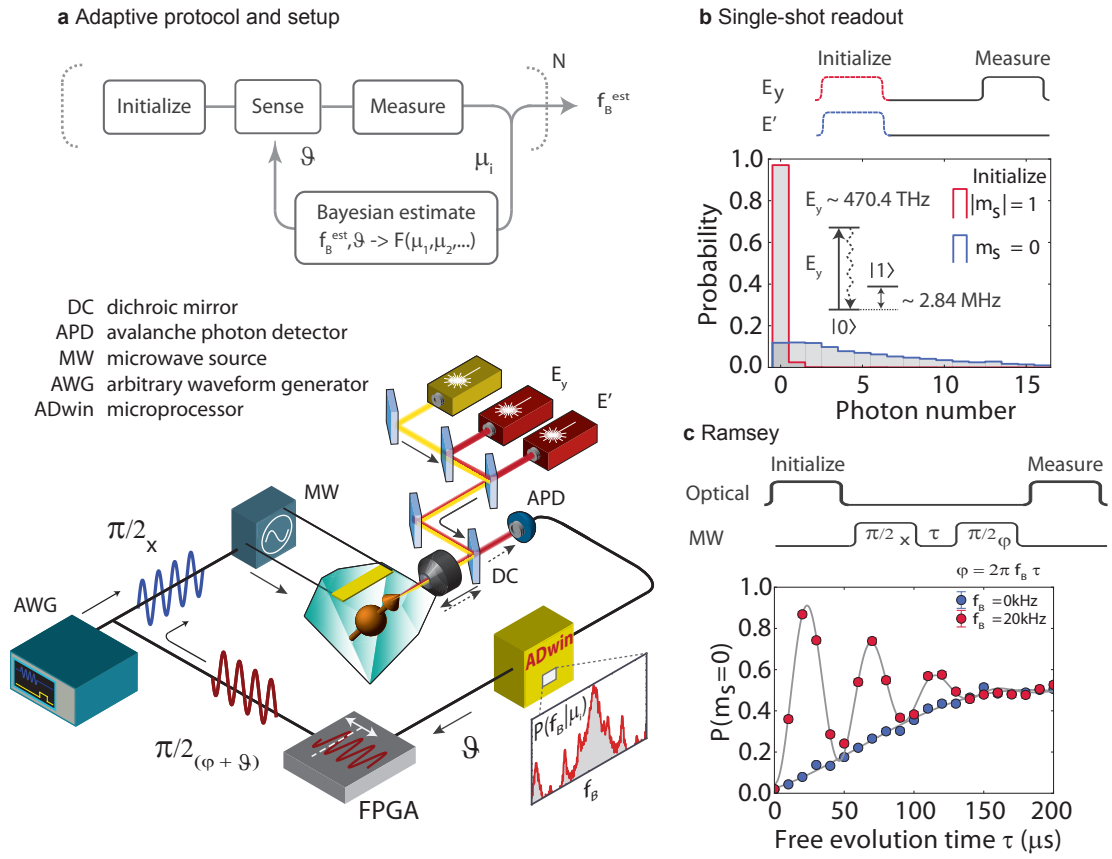 a Adaptive protocol and setup
N
Initialize
Sense
Measure
f_B^est
ϑ
μ_i
Bayesian estimate
f_B^est,ϑ -> F(μ_1,μ_2,...)
DC dichroic mirror
APD avalanche photon detector
MW microwave source
AWG arbitrary waveform generator
ADwin microprocessor
E_y
E'
MW
APD
π/2_x
DC
AWG
ADwin
P(f_B|μ_i)
f_B
ϑ
π/2_(φ + ϑ)
FPGA
b Single-shot readout
Initialize
Measure
E_y
E'
1.0
0.8
0.6
0.4
0.2
0.0
Probability
Initialize
E_y ~ 470.4 THz
|m_s| = 1
m_s = 0
E_y
|1⟩
~ 2.84 MHz
|0⟩
0 5 10 15
Photon number
c Ramsey
Initialize
Measure
Optical
MW
π/2_x
τ
π/2_φ
φ = 2π f_B τ
f_B = 0kHz
f_B = 20kHz
1.0
0.8
0.6
0.4
0.2
0.0
P(m_s=0)
0 50 100 150 200
Free evolution time τ (μs)